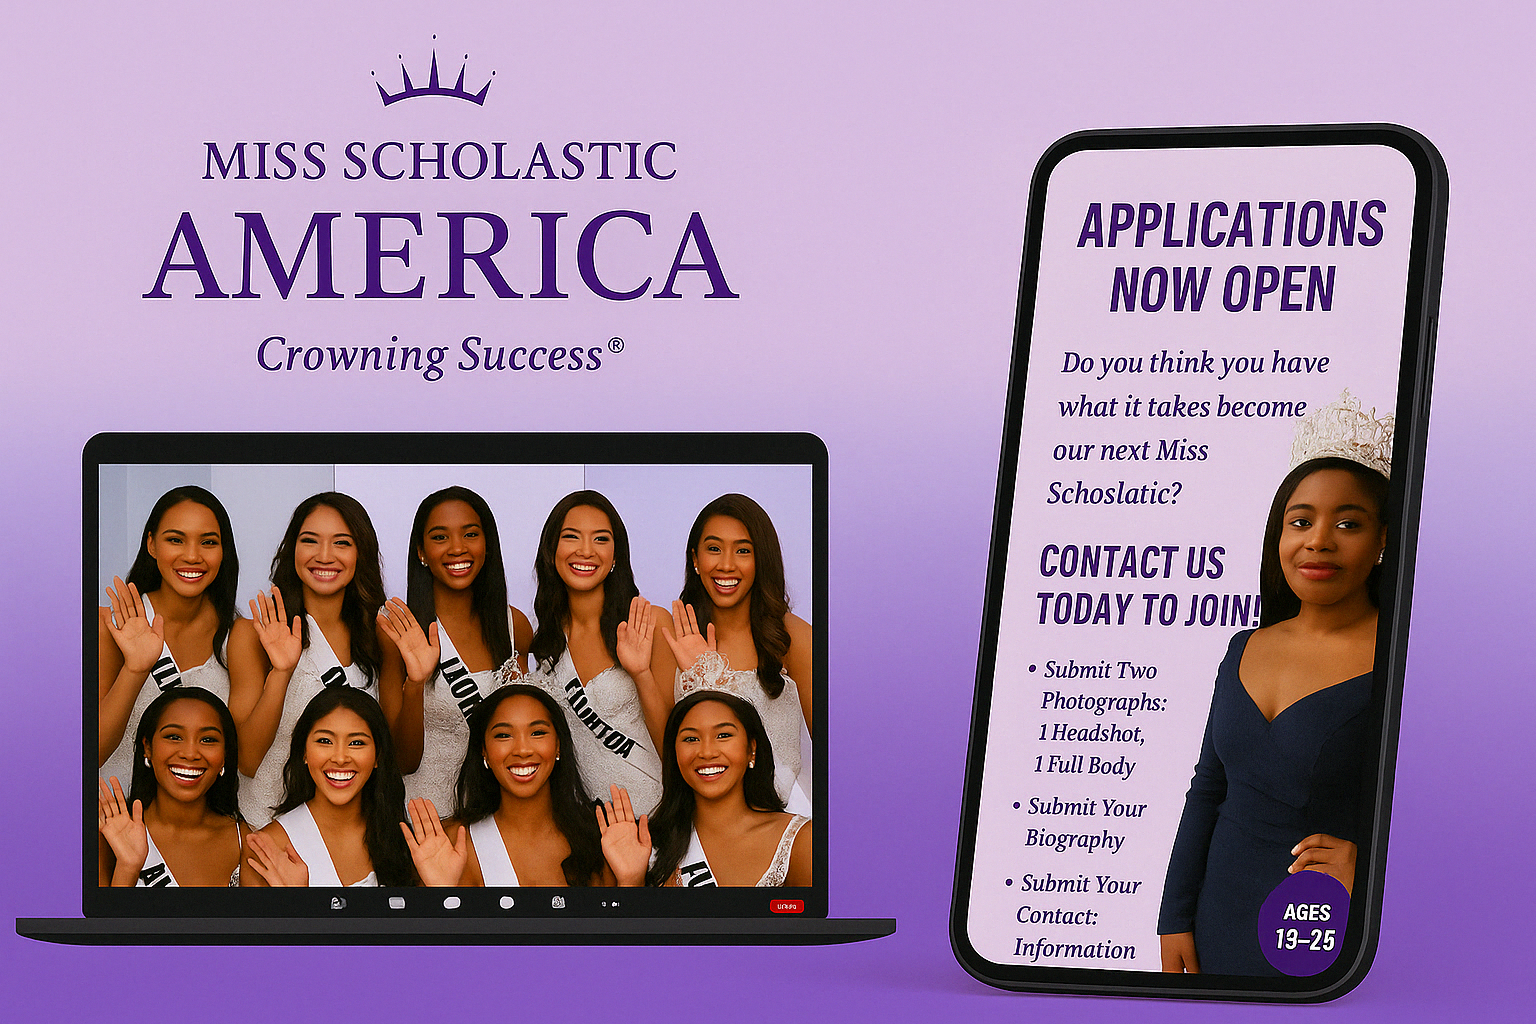 MISS SCHOLASTIC
AMERICA
Crowning Success®
APPLICATIONS
NOW OPEN
Do you think you have
what it takes become
our next Miss
Schoslatic?
CONTACT US
TODAY TO JOIN!
• Submit Two
Photographs:
1 Headshot,
1 Full Body
• Submit Your
Biography
• Submit Your
Contact:
Information
AGES
19–25